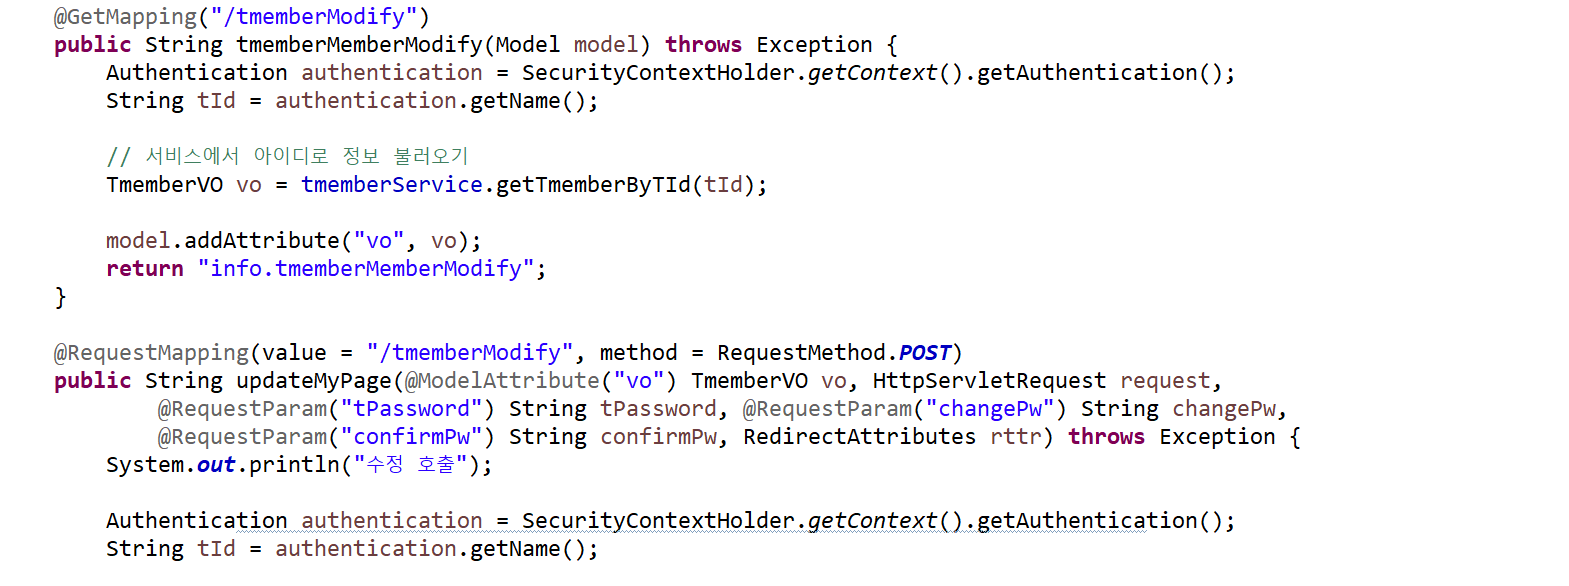 @GetMapping("/tmemberModify")
public String tmemberMemberModify(Model model) throws Exception {
Authentication authentication = SecurityContextHolder.getContext().getAuthentication();
String tId = authentication.getName();
// 서비스에서 아이디로 정보 불러오기
TmemberVO vo = tmemberService.getTmemberByTId(tId);
model.addAttribute("vo", vo);
return "info.tmemberMemberModify";
}
@RequestMapping(value = "/tmemberModify", method = RequestMethod.POST)
public String updateMyPage(@ModelAttribute("vo") TmemberVO vo, HttpServletRequest request,
@RequestParam("tPassword") String tPassword, @RequestParam("changePw") String changePw,
@RequestParam("confirmPw") String confirmPw, RedirectAttributes rttr) throws Exception {
System.out.println("수정 호출");
Authentication authentication = SecurityContextHolder.getContext().getAuthentication();
String tId = authentication.getName();